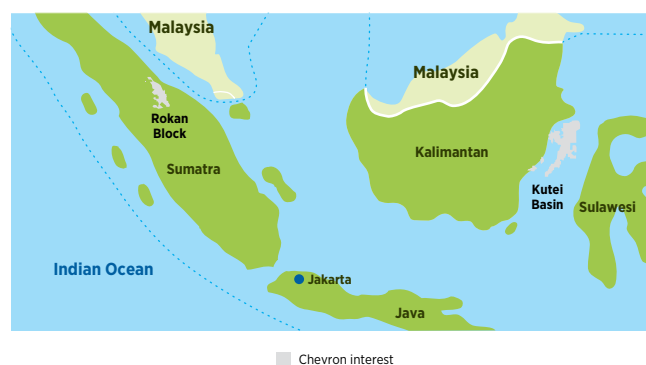 Malaysia
Malaysia
Rokan
Block
Kalimantan
Sumatra
Kutei
Basin
Sulawesi
Indian Ocean
Jakarta
Java
Chevron interest